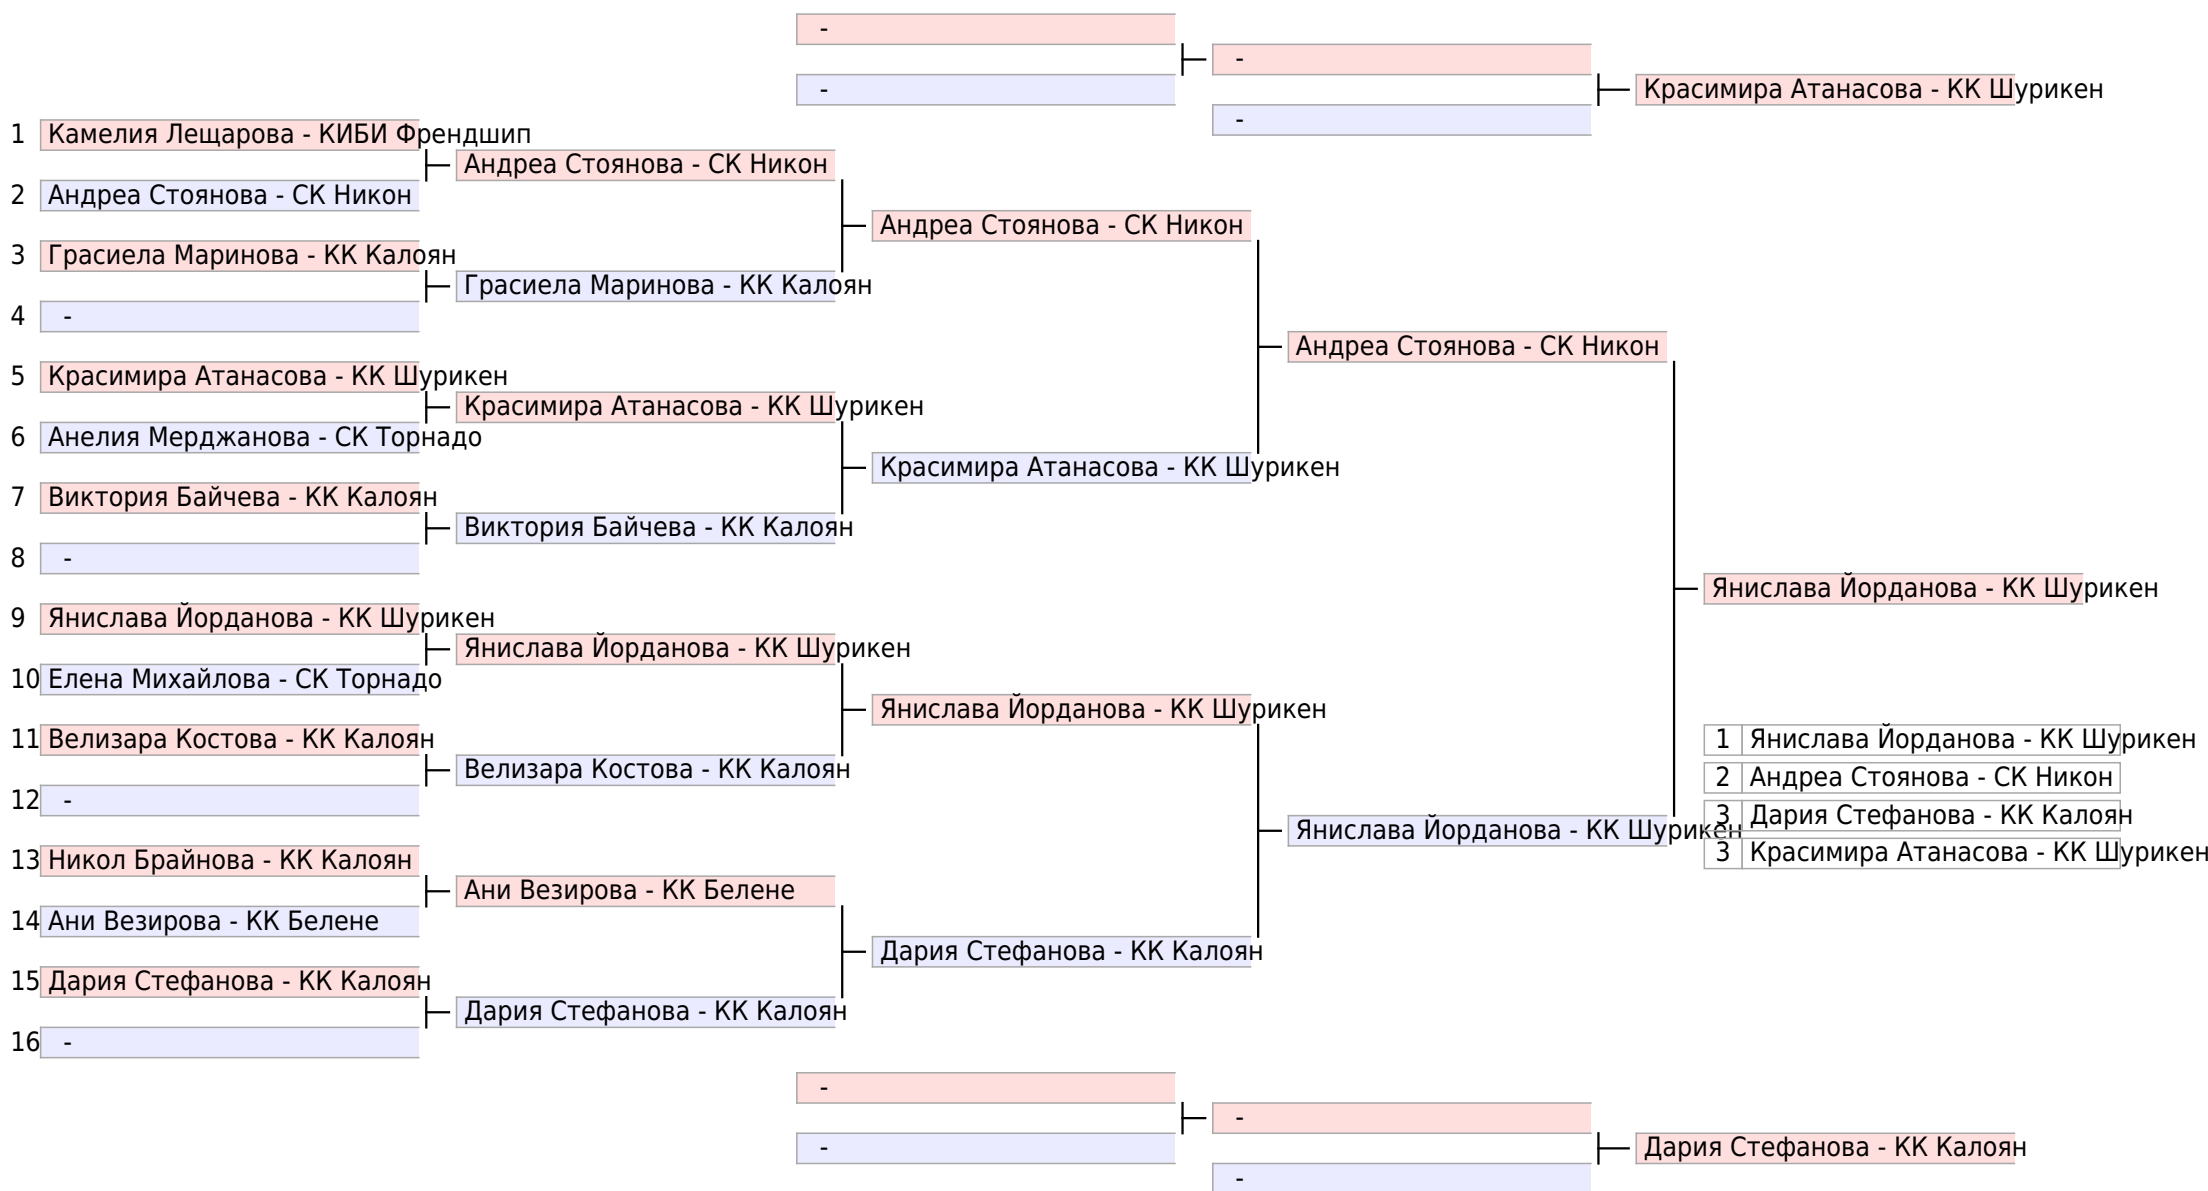 -
-
-
-
Красимира Атанасова - КК Шурикен
1 Камелия Лещарова - КИБИ Френдшип
Андреа Стоянова - СК Никон
2 Андреа Стоянова - СК Никон
Андреа Стоянова - СК Никон
3 Грасиела Маринова - КК Калоян
Грасиела Маринова - КК Калоян
4 -
Андреа Стоянова - СК Никон
5 Красимира Атанасова - КК Шурикен
Красимира Атанасова - КК Шурикен
6 Анелия Мерджанова - СК Торнадо
Красимира Атанасова - КК Шурикен
7 Виктория Байчева - КК Калоян
Виктория Байчева - КК Калоян
8 -
Янислава Йорданова - КК Шурикен
9 Янислава Йорданова - КК Шурикен
Янислава Йорданова - КК Шурикен
10 Елена Михайлова - СК Торнадо
Янислава Йорданова - КК Шурикен
11 Велизара Костова - КК Калоян
Велизара Костова - КК Калоян
12 -
Янислава Йорданова - КК Шурикен
13 Никол Брайнова - КК Калоян
Ани Везирова - КК Белене
14 Ани Везирова - КК Белене
Дария Стефанова - КК Калоян
15 Дария Стефанова - КК Калоян
Дария Стефанова - КК Калоян
16 -
1 Янислава Йорданова - КК Шурикен
2 Андреа Стоянова - СК Никон
3 Дария Стефанова - КК Калоян
3 Красимира Атанасова - КК Шурикен
-
-
-
-
Дария Стефанова - КК Калоян